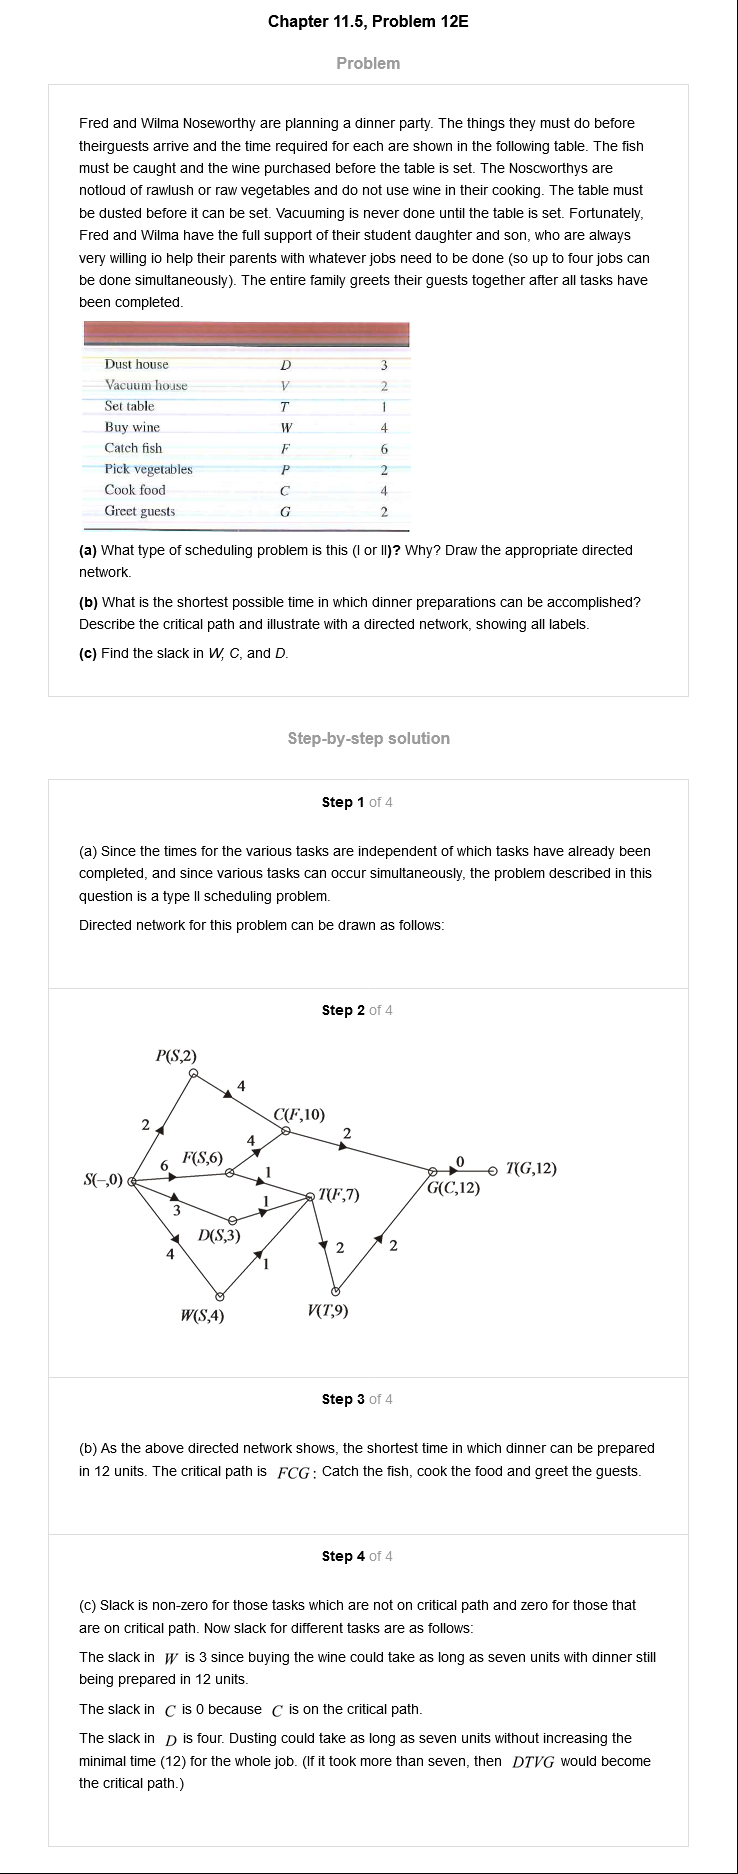 Chapter 11.5, Problem 12E
Problem
Fred and Wilma Noseworthy are planning a dinner party. The things they must do before
theirguests arrive and the time required for each are shown in the following table. The fish
must be caught and the wine purchased before the table is set. The Noscworthys are
notloud of rawlush or raw vegetables and do not use wine in their cooking. The table must
be dusted before it can be set. Vacuuming is never done until the table is set. Fortunately,
Fred and Wilma have the full support of their student daughter and son, who are always
very willing io help their parents with whatever jobs need to be done (so up to four jobs can
be done simultaneously). The entire family greets their guests together after all tasks have
been completed.
Dust house D 3
Vacuum house V 2
Set table T 1
Buy wine W 4
Catch fish F 6
Pick vegetables P 2
Cook food C 4
Greet guests G 2
(a) What type of scheduling problem is this (I or II)? Why? Draw the appropriate directed
network.
(b) What is the shortest possible time in which dinner preparations can be accomplished?
Describe the critical path and illustrate with a directed network, showing all labels.
(c) Find the slack in W, C, and D.
Step-by-step solution
Step 1 of 4
(a) Since the times for the various tasks are independent of which tasks have already been
completed, and since various tasks can occur simultaneously, the problem described in this
question is a type II scheduling problem.
Directed network for this problem can be drawn as follows:
Step 2 of 4
P(S,2)
4
C(F,10)
2
2
4
F(S,6)
6
0
T(G,12)
S(–,0)
1
G(C,12)
T(F,7)
3
1
D(S,3)
4
2
2
1
W(S,4)
V(T,9)
Step 3 of 4
(b) As the above directed network shows, the shortest time in which dinner can be prepared
in 12 units. The critical path is FCG: Catch the fish, cook the food and greet the guests.
Step 4 of 4
(c) Slack is non-zero for those tasks which are not on critical path and zero for those that
are on critical path. Now slack for different tasks are as follows:
The slack in W is 3 since buying the wine could take as long as seven units with dinner still
being prepared in 12 units.
The slack in C is 0 because C is on the critical path.
The slack in D is four. Dusting could take as long as seven units without increasing the
minimal time (12) for the whole job. (If it took more than seven, then DTVG would become
the critical path.)